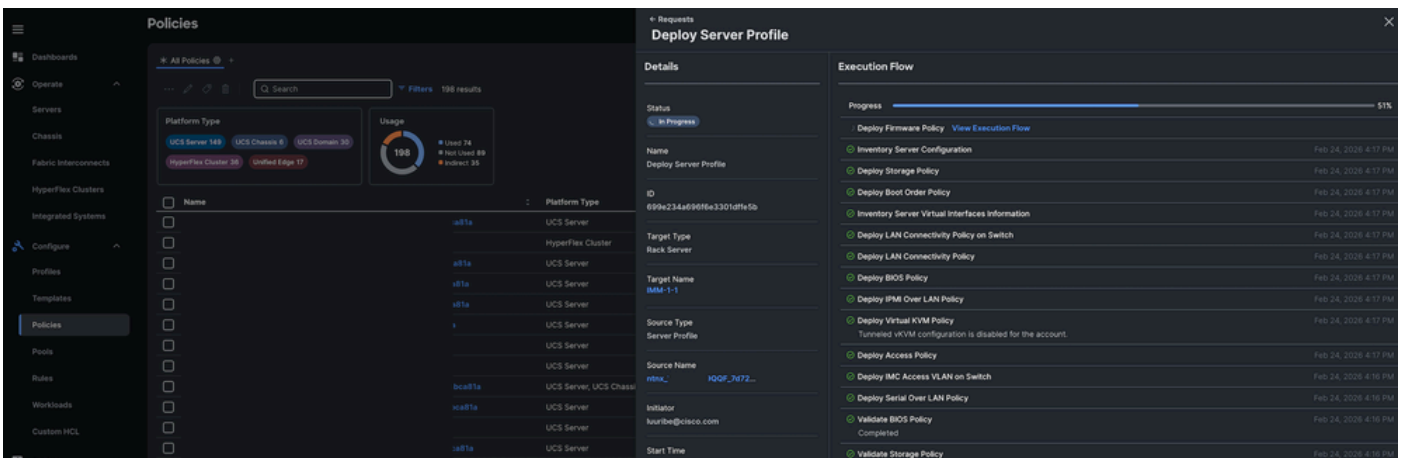 Policies
Dashboards
Operate
Servers
Chassis
Fabric Interconnects
HyperFlex Clusters
Integrated Systems
Configure
Profiles
Templates
Policies
Pools
Rules
Workloads
Custom HCL
All Policies
Search
Filters 198 results
Platform Type
UCS Server 149 UCS Chassis 6 UCS Domain 30
HyperFlex Cluster 38 Unified Edge 17
Usage
198
Used 74
Not Used 89
Indirect 35
Name Platform Type
a81a UCS Server
HyperFlex Cluster
a81a UCS Server
a81a UCS Server
a81a UCS Server
UCS Server
UCS Server
UCS Server
bca81a UCS Server, UCS Chassi
ca81a UCS Server
UCS Server
ca81a UCS Server
← Requests
Deploy Server Profile
Details
Status
In Progress
Name
Deploy Server Profile
ID
699e234a696f6e3301dffe5b
Target Type
Rack Server
Target Name
IMM-1-1
Source Type
Server Profile
Source Name
ntnx_ IQQF_7d72...
Initiator
luuribe@cisco.com
Start Time
Execution Flow
Progress 51%
Deploy Firmware Policy View Execution Flow
Inventory Server Configuration Feb 24, 2026 4:17 PM
Deploy Storage Policy Feb 24, 2026 4:17 PM
Deploy Boot Order Policy Feb 24, 2026 4:17 PM
Inventory Server Virtual Interfaces Information Feb 24, 2026 4:17 PM
Deploy LAN Connectivity Policy on Switch Feb 24, 2026 4:17 PM
Deploy LAN Connectivity Policy Feb 24, 2026 4:17 PM
Deploy BIOS Policy Feb 24, 2026 4:17 PM
Deploy IPMI Over LAN Policy Feb 24, 2026 4:17 PM
Deploy Virtual KVM Policy Feb 24, 2026 4:17 PM
Tunneled vKVM configuration is disabled for the account.
Deploy Access Policy Feb 24, 2026 4:17 PM
Deploy IMC Access VLAN on Switch Feb 24, 2026 4:16 PM
Deploy Serial Over LAN Policy Feb 24, 2026 4:16 PM
Validate BIOS Policy Feb 24, 2026 4:16 PM
Completed
Validate Storage Policy Feb 24, 2026 4:16 PM